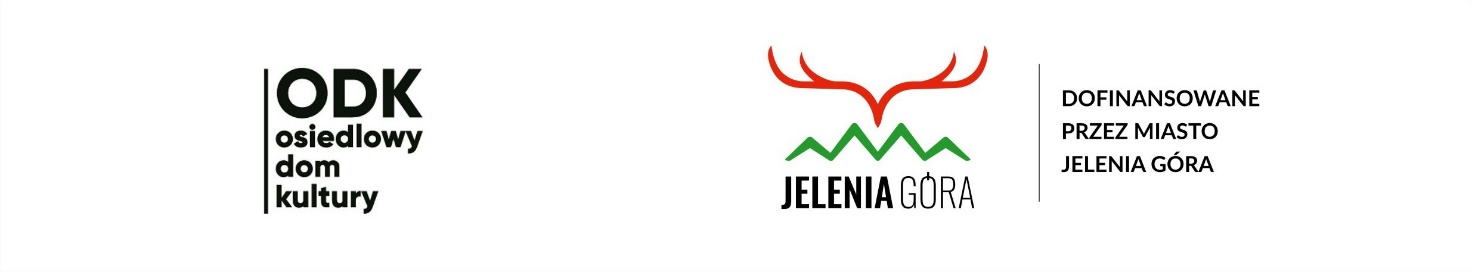 ODK
osiedlowy
dom
kultury
JELENIA GÓRA
DOFINANSOWANE
PRZEZ MIASTO
JELENIA GÓRA